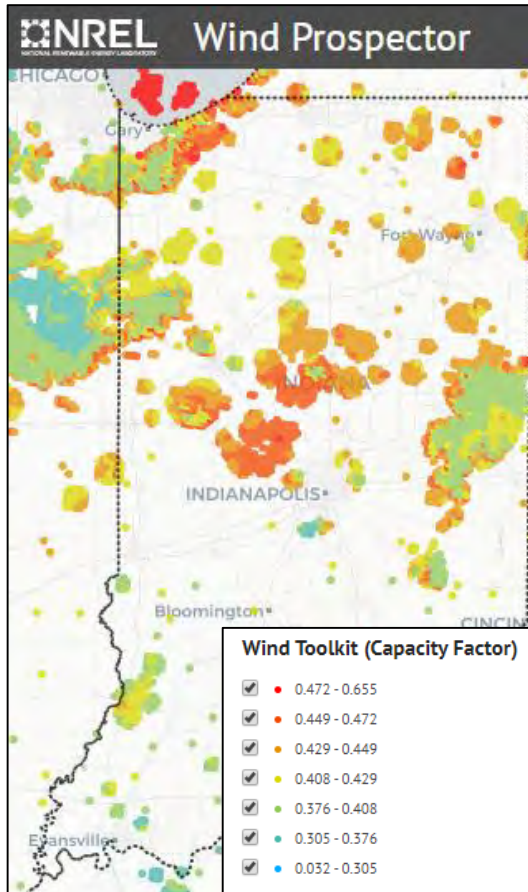 NREL
NATIONAL RENEWABLE ENERGY LABORATORY
Wind Prospector
CHICAGO
Gary
Fort Wayne
INDIANA
INDIANAPOLIS
Bloomington
CINCIN
Evansville
Wind Toolkit (Capacity Factor)
0.472 - 0.655
0.449 - 0.472
0.429 - 0.449
0.408 - 0.429
0.376 - 0.408
0.305 - 0.376
0.032 - 0.305